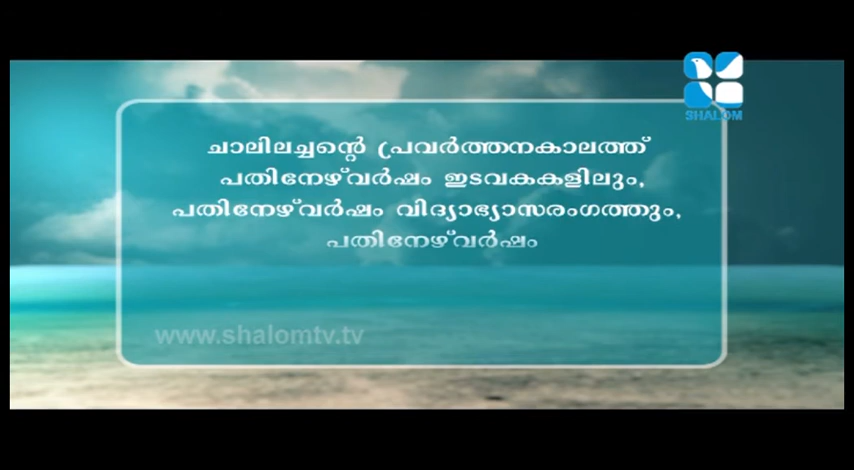 SHALOM
ചാലിലച്ചന്റെ പ്രവർത്തനകാലത്ത്
പതിനേഴ്‌വർഷം ഇടവകകളിലും,
പതിനേഴ്‌വർഷം വിദ്യാഭ്യാസരംഗത്തും,
പതിനേഴ്‌വർഷം
www.shalomtv.tv